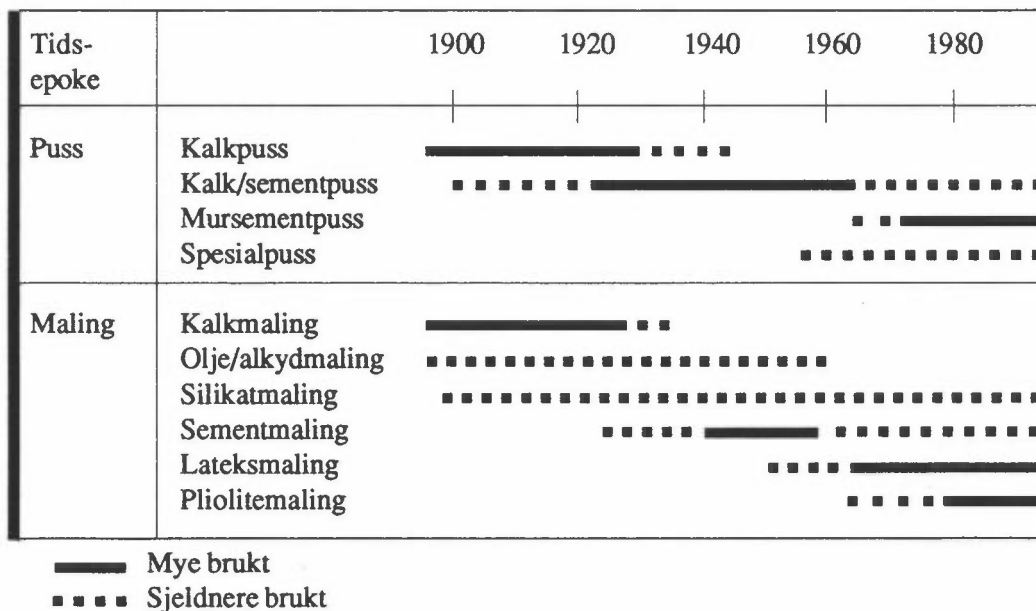 Tids-
epoke
1900 1920 1940 1960 1980
Puss
Kalkpuss
Kalk/sementpuss
Mursementpuss
Spesialpuss
Maling
Kalkmaling
Olje/alkydmaling
Silikatmaling
Sementmaling
Lateksmaling
Pliolitemaling
Mye brukt
Sjeldnere brukt